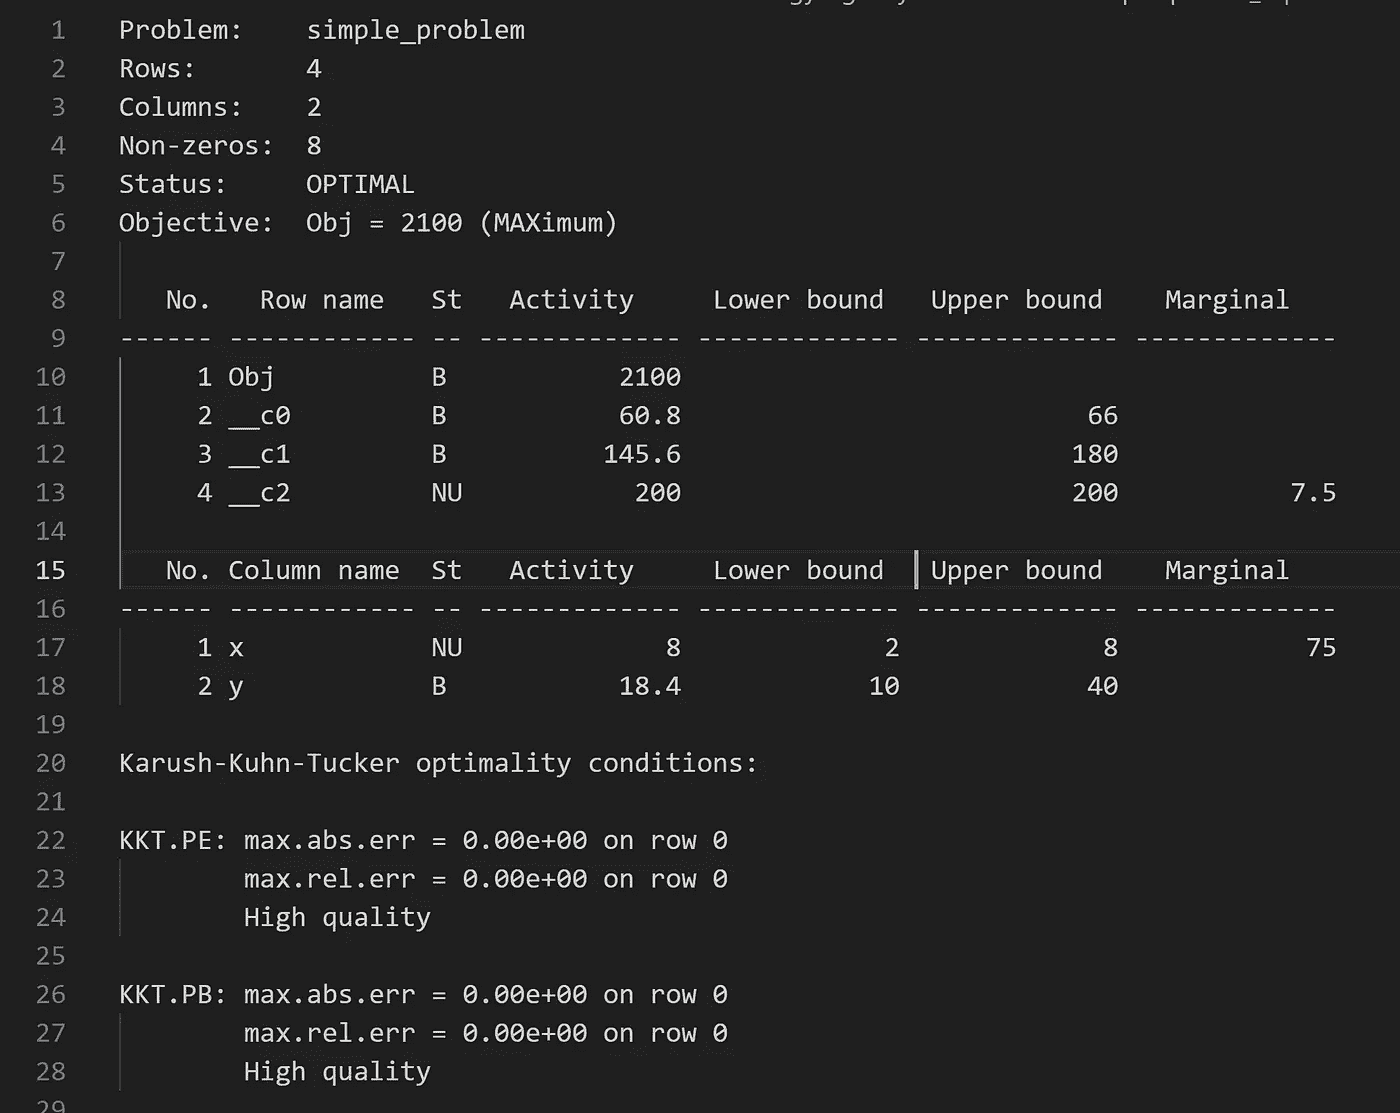 1 Problem: simple_problem
2 Rows: 4
3 Columns: 2
4 Non-zeros: 8
5 Status: OPTIMAL
6 Objective: Obj = 2100 (MAXimum)
7
8 No. Row name St Activity Lower bound Upper bound Marginal
9 ------ ------------ -- ------------- ------------- ------------- -------------
10 1 Obj B 2100
11 2 __c0 B 60.8 66
12 3 __c1 B 145.6 180
13 4 __c2 NU 200 200 7.5
14
15 No. Column name St Activity Lower bound Upper bound Marginal
16 ------ ------------ -- ------------- ------------- ------------- -------------
17 1 x NU 8 2 8 75
18 2 y B 18.4 10 40
19
20 Karush-Kuhn-Tucker optimality conditions:
21
22 KKT.PE: max.abs.err = 0.00e+00 on row 0
23 max.rel.err = 0.00e+00 on row 0
24 High quality
25
26 KKT.PB: max.abs.err = 0.00e+00 on row 0
27 max.rel.err = 0.00e+00 on row 0
28 High quality
29